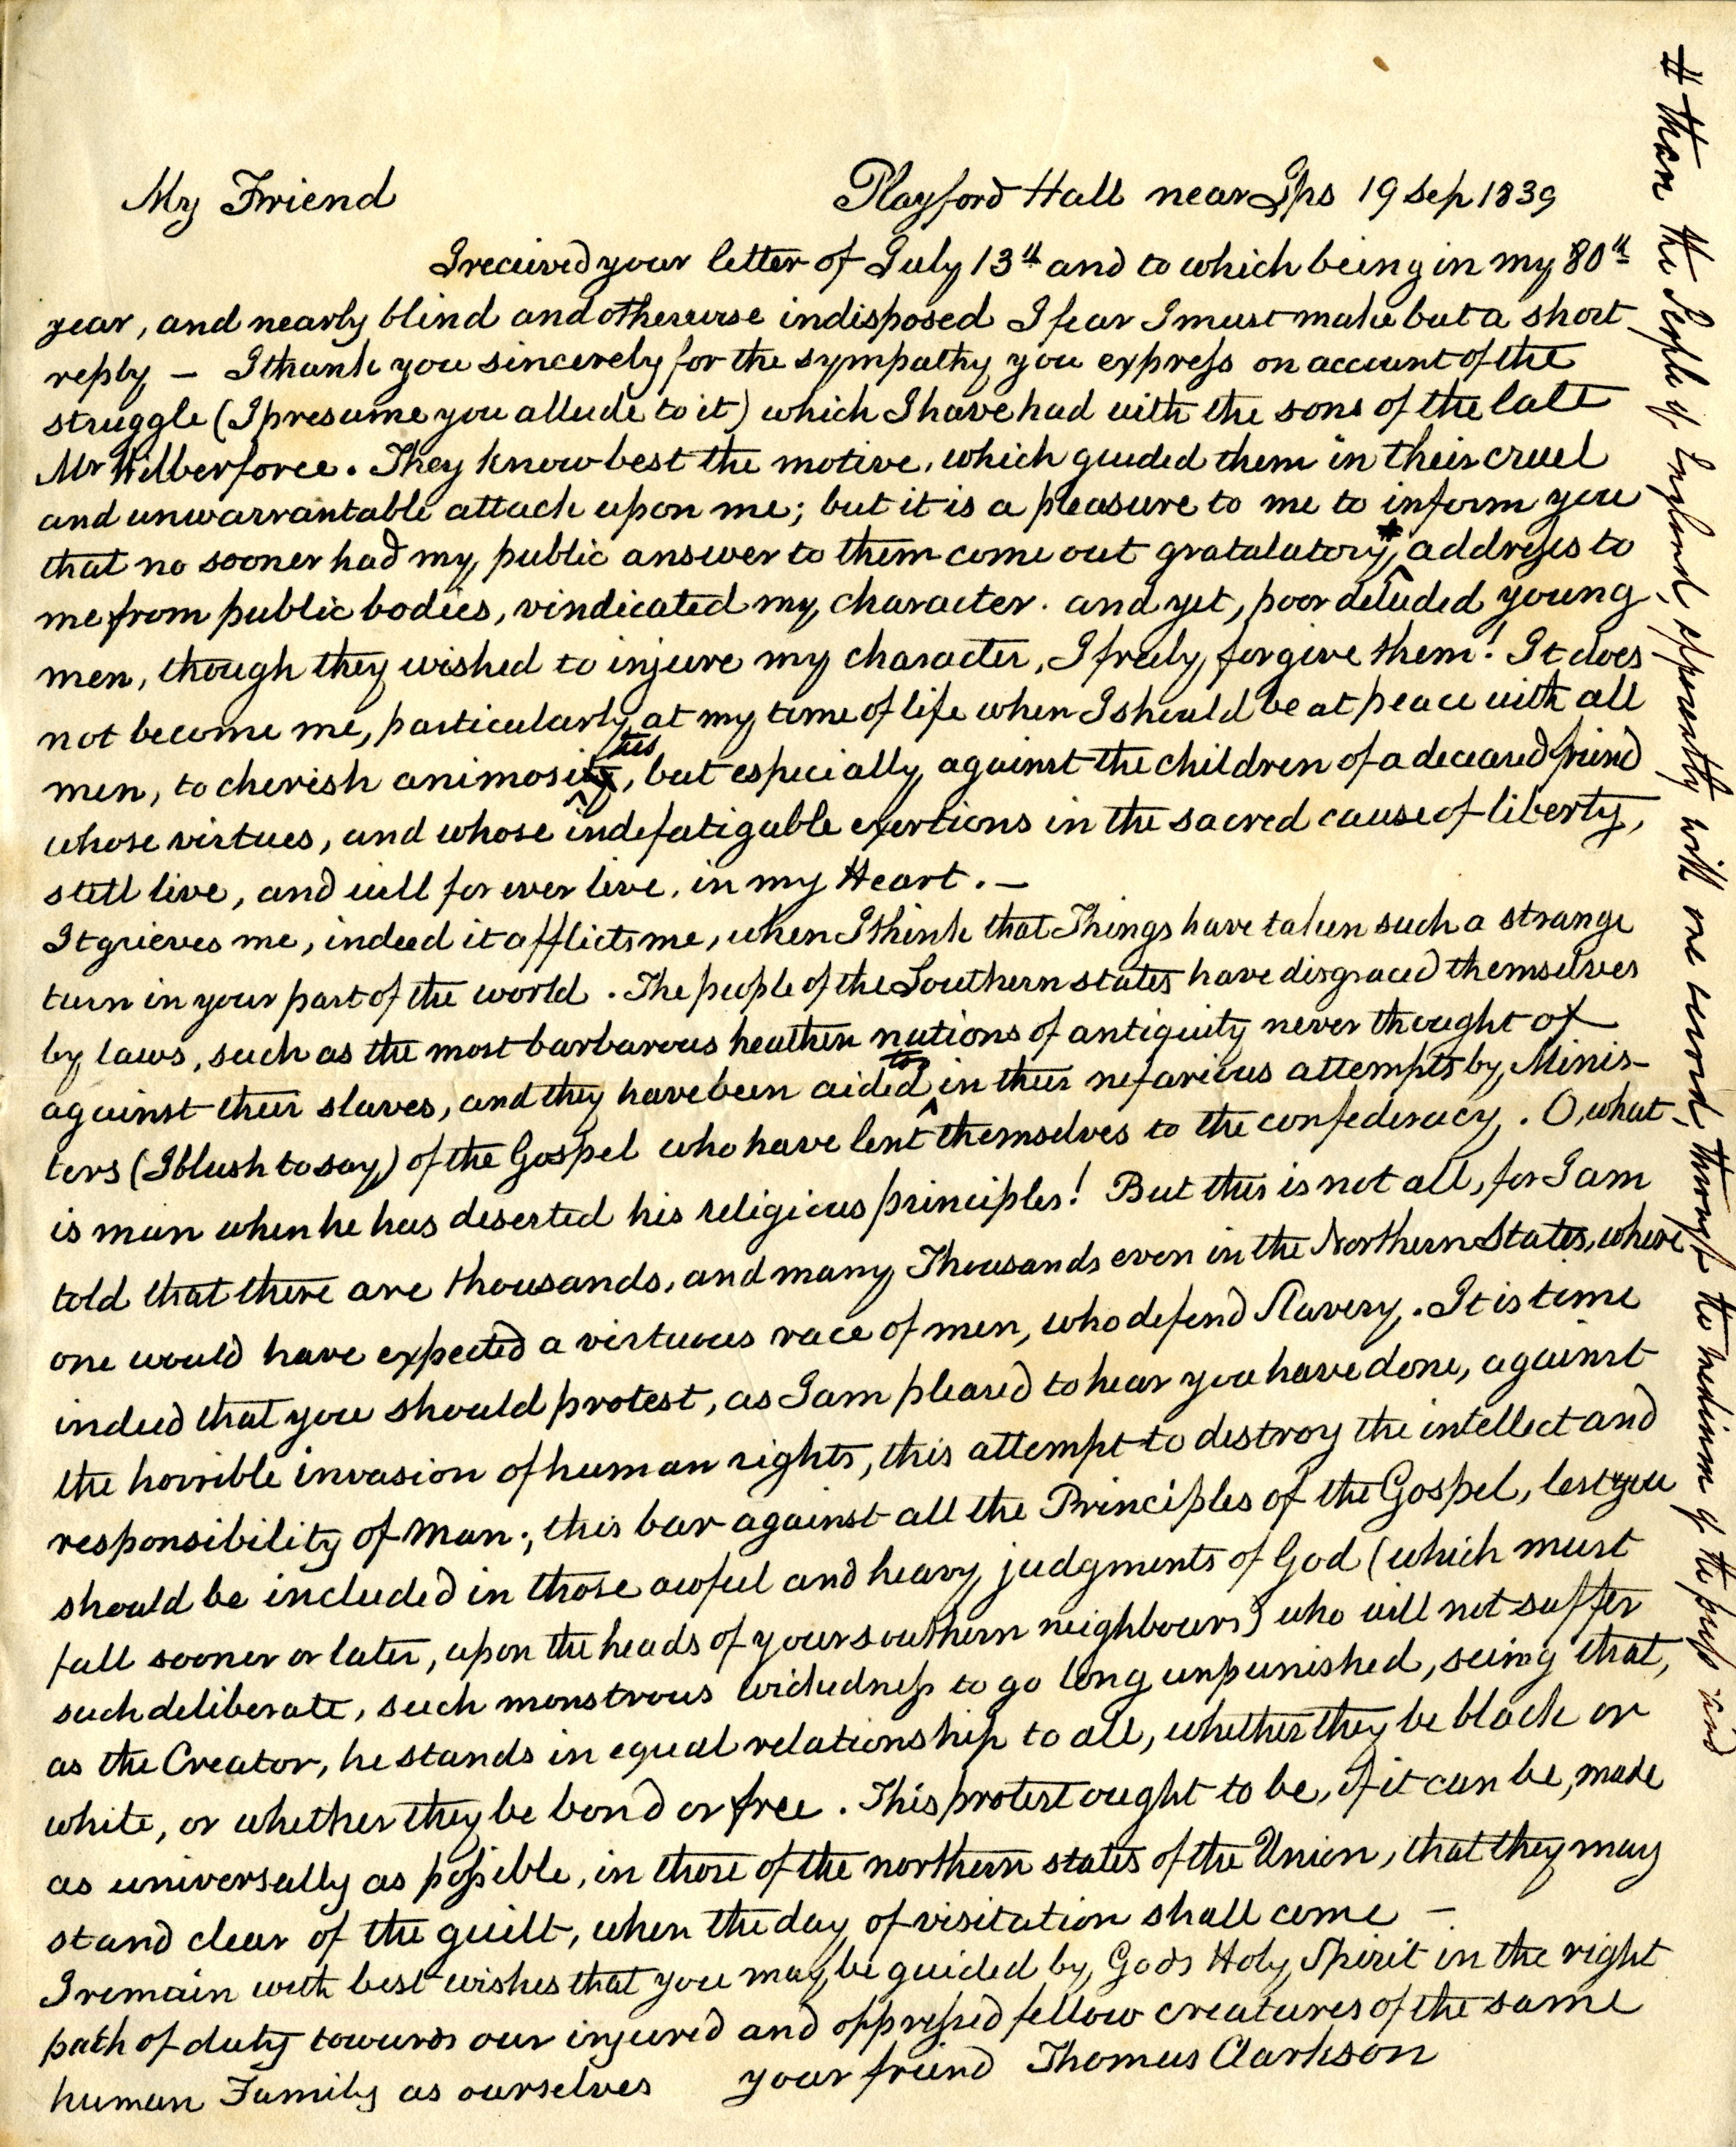 My Friend Playford Hall near Ips 19 Sep 1839
I received your letter of July 13th and to which being in my 80th
year, and nearly blind and otherwise indisposed I fear I must make but a short
reply — I thank you sincerely for the sympathy you express on account of the
struggle (I presume you allude to it) which I have had with the sons of the late
Mr Wilberforce. They know best the motive, which guided them in their cruel
and unwarrantable attack upon me; but it is a pleasure to me to inform you
that no sooner had my public answer to them come out gratulatory * addresses to
me from public bodies, vindicated my character. and yet, poor deluded young
men, though they wished to injure my character, I freely forgive them! It does
not become me, particularly at my time of life when I should be at peace with all
men, to cherish animosities, but especially against the children of a deceased friend
whose virtues, and whose indefatigable exertions in the sacred cause of liberty,
still live, and will for ever live, in my Heart. —
It grieves me, indeed it afflicts me, when I think that Things have taken such a strange
turn in your part of the world. The people of the Southern states have disgraced themselves
by laws, such as the most barbarous heathen nations of antiquity never thought of
against their slaves, and they have been aided too in their nefarious attempts by Minis-
ters (I blush to say) of the Gospel who have lent themselves to the confederacy. O, what
is man when he has deserted his religious principles! But this is not all, for I am
told that there are thousands, and many Thousands even in the Northern States, where
one would have expected a virtuous race of men, who defend Slavery. It is time
indeed that you should protest, as I am pleased to hear you have done, against
the horrible invasion of human rights, this attempt to destroy the intellect and
responsibility of Man; this bar against all the Principles of the Gospel, lest you
should be included in those awful and heavy judgments of God (which must
fall sooner or later, upon the heads of your southern neighbours) who will not suffer
such deliberate, such monstrous wickedness to go long unpunished, seeing that,
as the Creator, he stands in equal relationship to all, whether they be black or
white, or whether they be bond or free. This protest ought to be, if it can be, made
as universally as possible, in those of the northern states of the Union, that they may
stand clear of the guilt, when the day of visitation shall come —
I remain with best wishes that you may be guided by Gods Holy Spirit in the right
path of duty towards our injured and oppressed fellow creatures of the same
human Family as ourselves your friend Thomas Clarkson
# than the People of England, apparently with one accord, through the medium of the press and